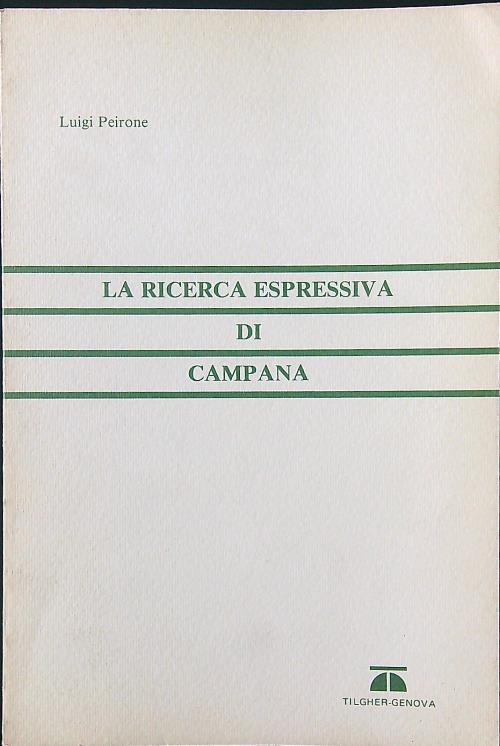 Luigi Peirone
LA RICERCA ESPRESSIVA
DI
CAMPANA
TILGHER-GENOVA